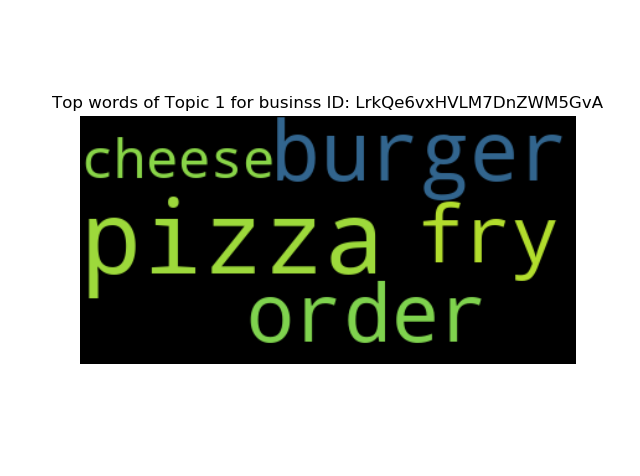 Top words of Topic 1 for businss ID: LrkQe6vxHVLM7DnZWM5GvA
cheese burger
pizza fry
order